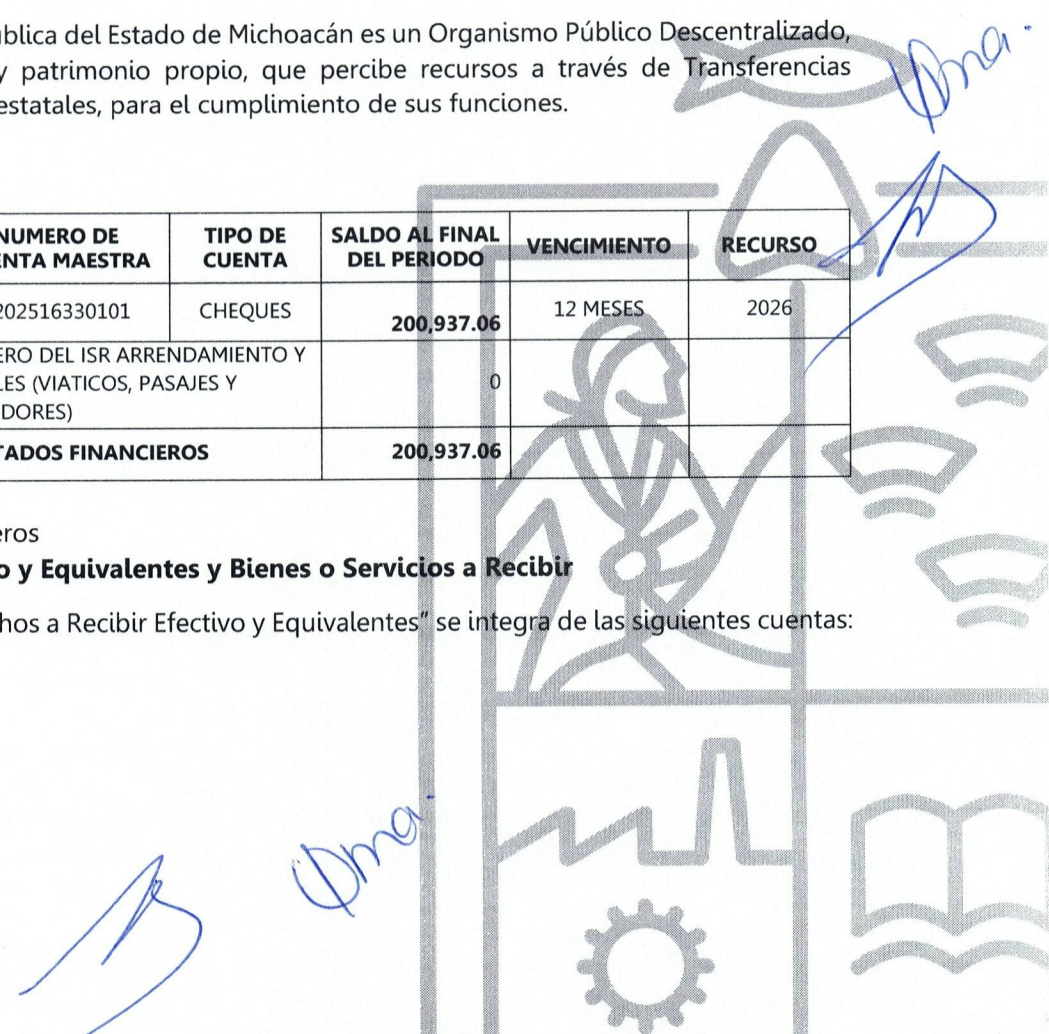 ública del Estado de Michoacán es un Organismo Público Descentralizado,
y patrimonio propio, que percibe recursos a través de Transferencias
estatales, para el cumplimiento de sus funciones.
NUMERO DE
ENTA MAESTRA
TIPO DE
CUENTA
SALDO AL FINAL
DEL PERIODO
VENCIMIENTO
RECURSO
202516330101
CHEQUES
200,937.06
12 MESES
2026
ERO DEL ISR ARRENDAMIENTO Y
LES (VIATICOS, PASAJES Y
DORES)
0
TADOS FINANCIEROS
200,937.06
eros
o y Equivalentes y Bienes o Servicios a Recibir
hos a Recibir Efectivo y Equivalentes" se integra de las siguientes cuentas: